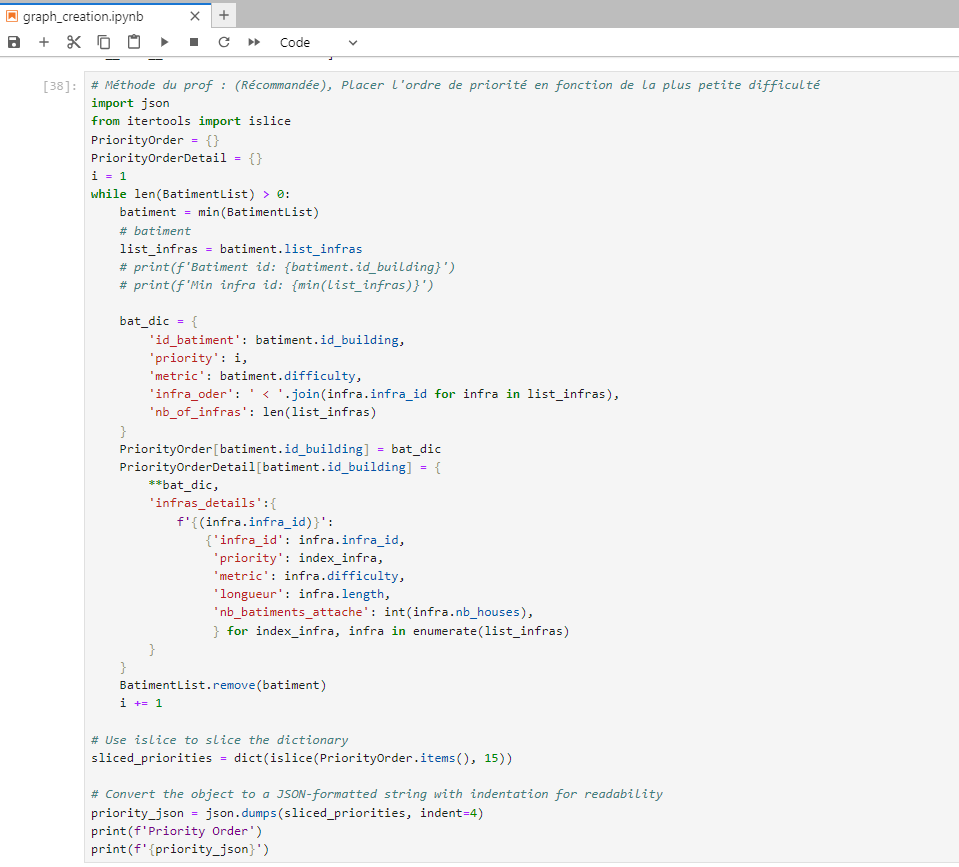 graph_creation.ipynb
Code
[38]:
# Méthode du prof : (Récommandée), Placer l'ordre de priorité en fonction de la plus petite difficulté
import json
from itertools import islice
PriorityOrder = {}
PriorityOrderDetail = {}
i = 1
while len(BatimentList) > 0:
    batiment = min(BatimentList)
    # batiment
    list_infras = batiment.list_infras
    # print(f'Batiment id: {batiment.id_building}')
    # print(f'Min infra id: {min(list_infras)}')
    bat_dic = {
        'id_batiment': batiment.id_building,
        'priority': i,
        'metric': batiment.difficulty,
        'infra_oder': ' < '.join(infra.infra_id for infra in list_infras),
        'nb_of_infras': len(list_infras)
    }
    PriorityOrder[batiment.id_building] = bat_dic
    PriorityOrderDetail[batiment.id_building] = {
        **bat_dic,
        'infras_details':{
            f'{(infra.infra_id)}':
                {'infra_id': infra.infra_id,
                 'priority': index_infra,
                 'metric': infra.difficulty,
                 'longueur': infra.length,
                 'nb_batiments_attache': int(infra.nb_houses),
                 } for index_infra, infra in enumerate(list_infras)
        }
    }
    BatimentList.remove(batiment)
    i += 1
# Use islice to slice the dictionary
sliced_priorities = dict(islice(PriorityOrder.items(), 15))
# Convert the object to a JSON-formatted string with indentation for readability
priority_json = json.dumps(sliced_priorities, indent=4)
print(f'Priority Order')
print(f'{priority_json}')